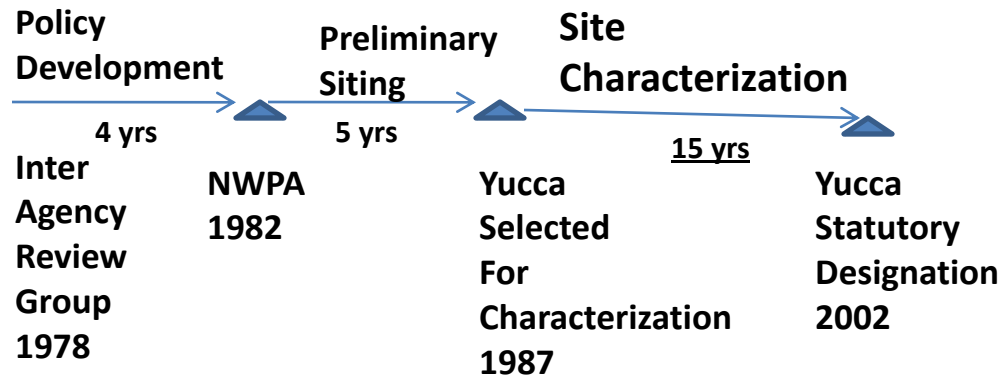 Policy
Development
Preliminary
Siting
Site
Characterization
4 yrs
5 yrs
15 yrs
Inter
Agency
Review
Group
1978
NWPA
1982
Yucca
Selected
For
Characterization
1987
Yucca
Statutory
Designation
2002